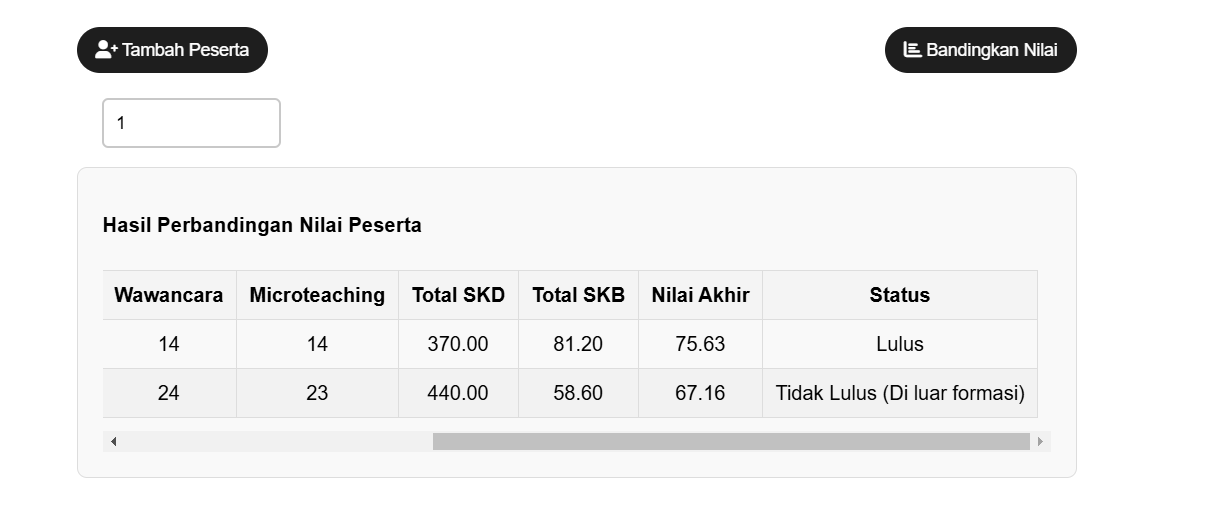 Tambah Peserta
Bandingkan Nilai
1
Hasil Perbandingan Nilai Peserta
Wawancara Microteaching Total SKD Total SKB Nilai Akhir Status
14 14 370.00 81.20 75.63 Lulus
24 23 440.00 58.60 67.16 Tidak Lulus (Di luar formasi)